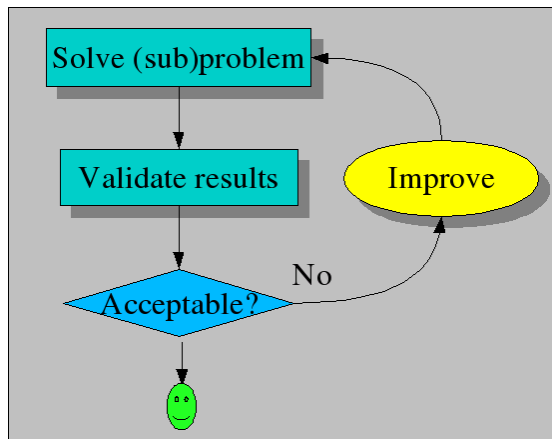 Solve (sub)problem
Validate results
Improve
No
Acceptable?